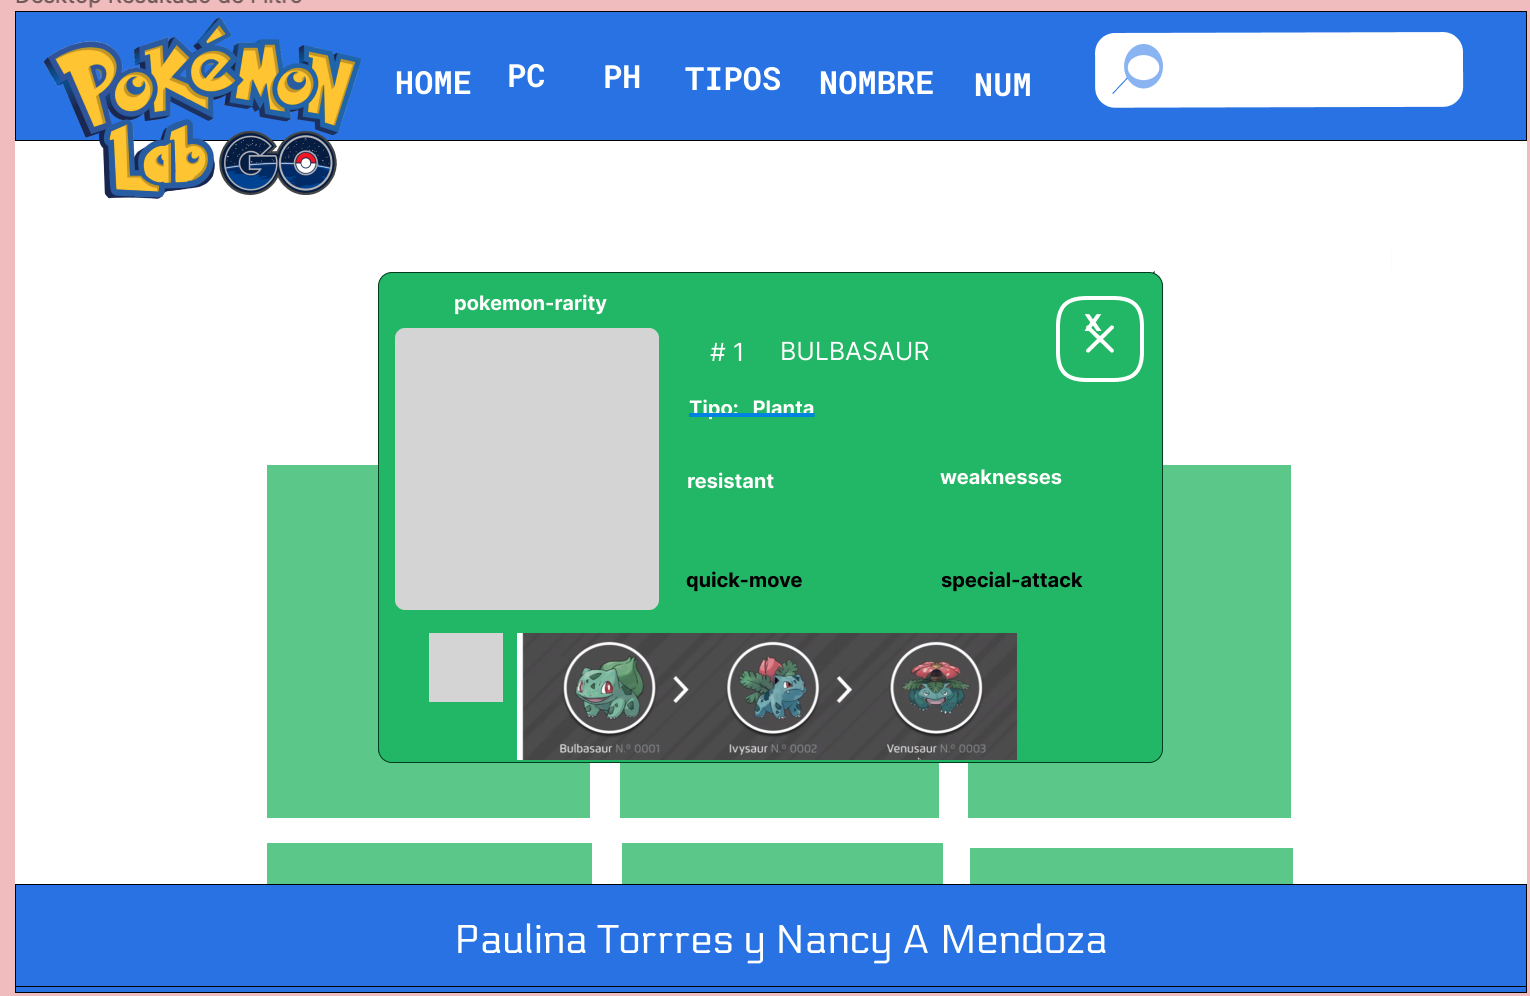 Desktop Resultado de Filtro
POKéMON
Lab GO
HOME PC PH TIPOS NOMBRE NUM
pokemon-rarity
X
# 1 BULBASAUR
Tipo: Planta
resistant weaknesses
quick-move special-attack
Bulbasaur N.º 0001 Ivysaur N.º 0002 Venusaur N.º 0003
Paulina Torrres y Nancy A Mendoza